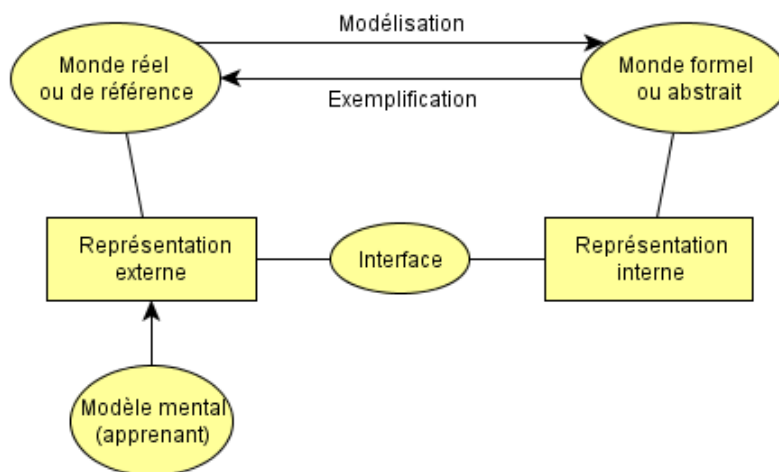 Modélisation
Monde réel
ou de référence
Monde formel
ou abstrait
Exemplification
Représentation
externe
Interface
Représentation
interne
Modèle mental
(apprenant)